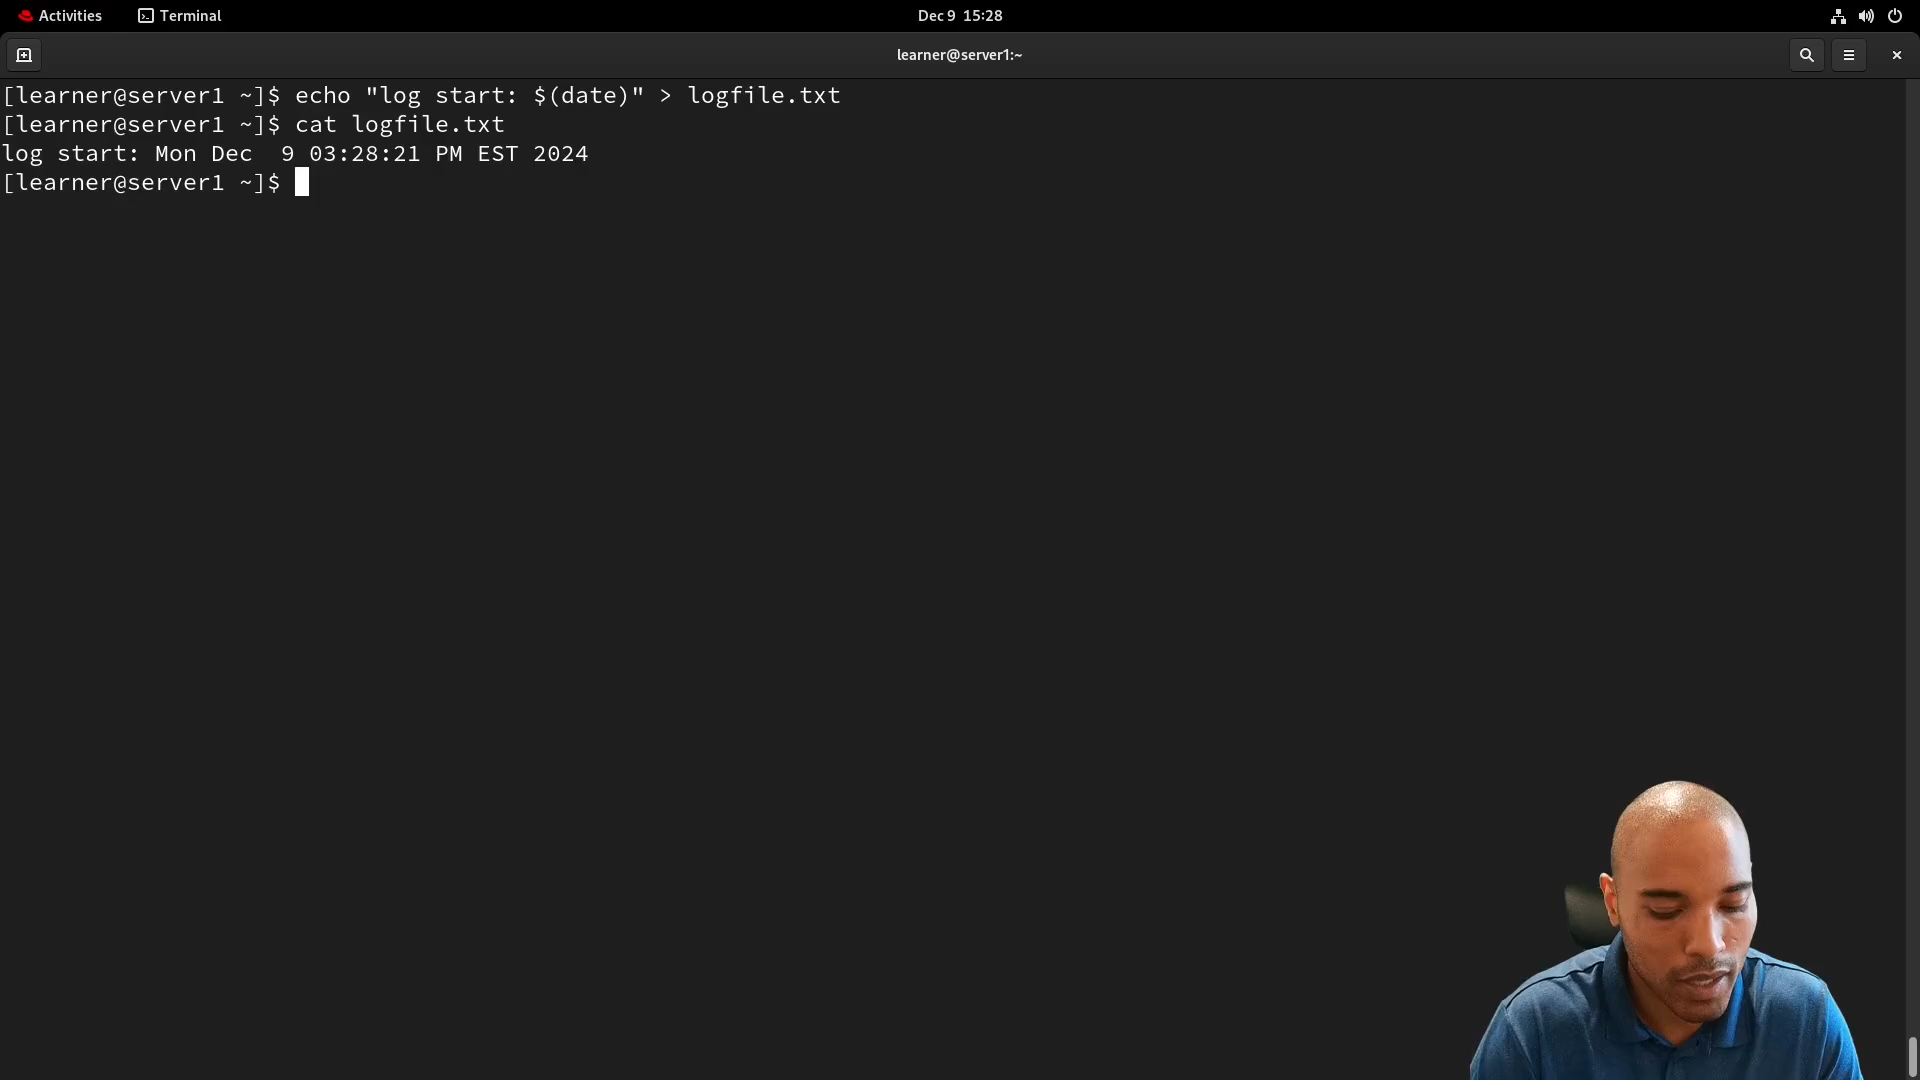 Activities Terminal Dec 9 15:28
learner@server1:~
[learner@server1 ~]$ echo "log start: $(date)" > logfile.txt
[learner@server1 ~]$ cat logfile.txt
log start: Mon Dec  9 03:28:21 PM EST 2024
[learner@server1 ~]$